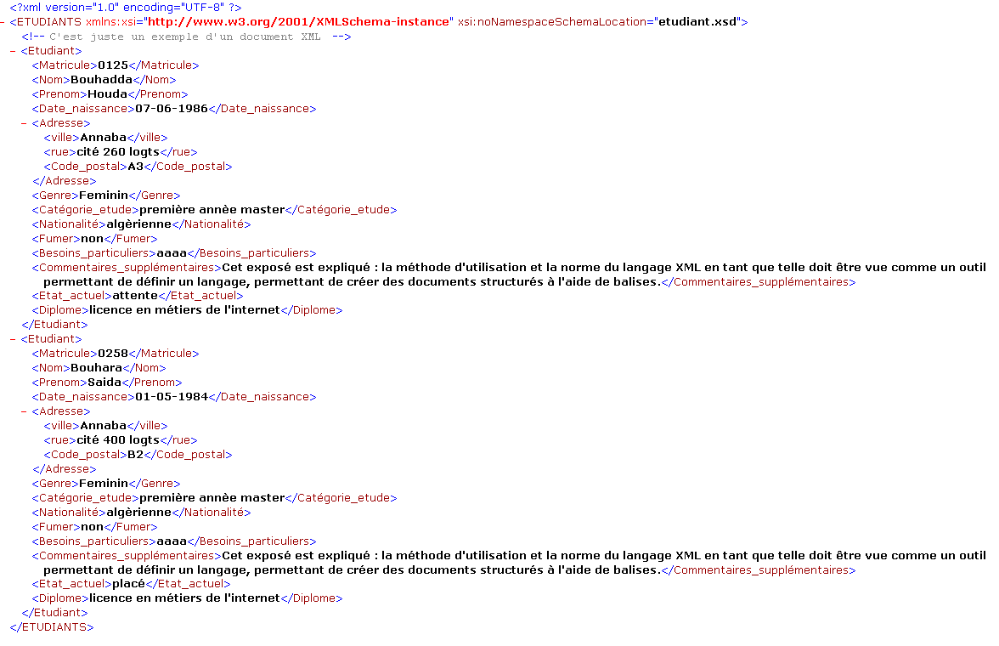 <?xml version="1.0" encoding="UTF-8" ?>
- <ETUDIANTS xmlns:xsi="http://www.w3.org/2001/XMLSchema-instance" xsi:noNamespaceSchemaLocation="etudiant.xsd">
<!-- C'est juste un exemple d'un document XML -->
- <Etudiant>
<Matricule>0125</Matricule>
<Nom>Bouhadda</Nom>
<Prenom>Houda</Prenom>
<Date_naissance>07-06-1986</Date_naissance>
- <Adresse>
<ville>Annaba</ville>
<rue>cité 260 logts</rue>
<Code_postal>A3</Code_postal>
</Adresse>
<Genre>Feminin</Genre>
<Catégorie_etude>première annèe master</Catégorie_etude>
<Nationalité>algèrienne</Nationalité>
<Fumer>non</Fumer>
<Besoins_particuliers>aaaa</Besoins_particuliers>
<Commentaires_supplémentaires>Cet exposé est expliqué : la méthode d'utilisation et la norme du langage XML en tant que telle doit être vue comme un outil
permettant de définir un langage, permettant de créer des documents structurés à l'aide de balises.</Commentaires_supplémentaires>
<Etat_actuel>attente</Etat_actuel>
<Diplome>licence en métiers de l'internet</Diplome>
</Etudiant>
- <Etudiant>
<Matricule>0258</Matricule>
<Nom>Bouhara</Nom>
<Prenom>Saida</Prenom>
<Date_naissance>01-05-1984</Date_naissance>
- <Adresse>
<ville>Annaba</ville>
<rue>cité 400 logts</rue>
<Code_postal>B2</Code_postal>
</Adresse>
<Genre>Feminin</Genre>
<Catégorie_etude>première annèe master</Catégorie_etude>
<Nationalité>algèrienne</Nationalité>
<Fumer>non</Fumer>
<Besoins_particuliers>aaaa</Besoins_particuliers>
<Commentaires_supplémentaires>Cet exposé est expliqué : la méthode d'utilisation et la norme du langage XML en tant que telle doit être vue comme un outil
permettant de définir un langage, permettant de créer des documents structurés à l'aide de balises.</Commentaires_supplémentaires>
<Etat_actuel>placé</Etat_actuel>
<Diplome>licence en métiers de l'internet</Diplome>
</Etudiant>
</ETUDIANTS>